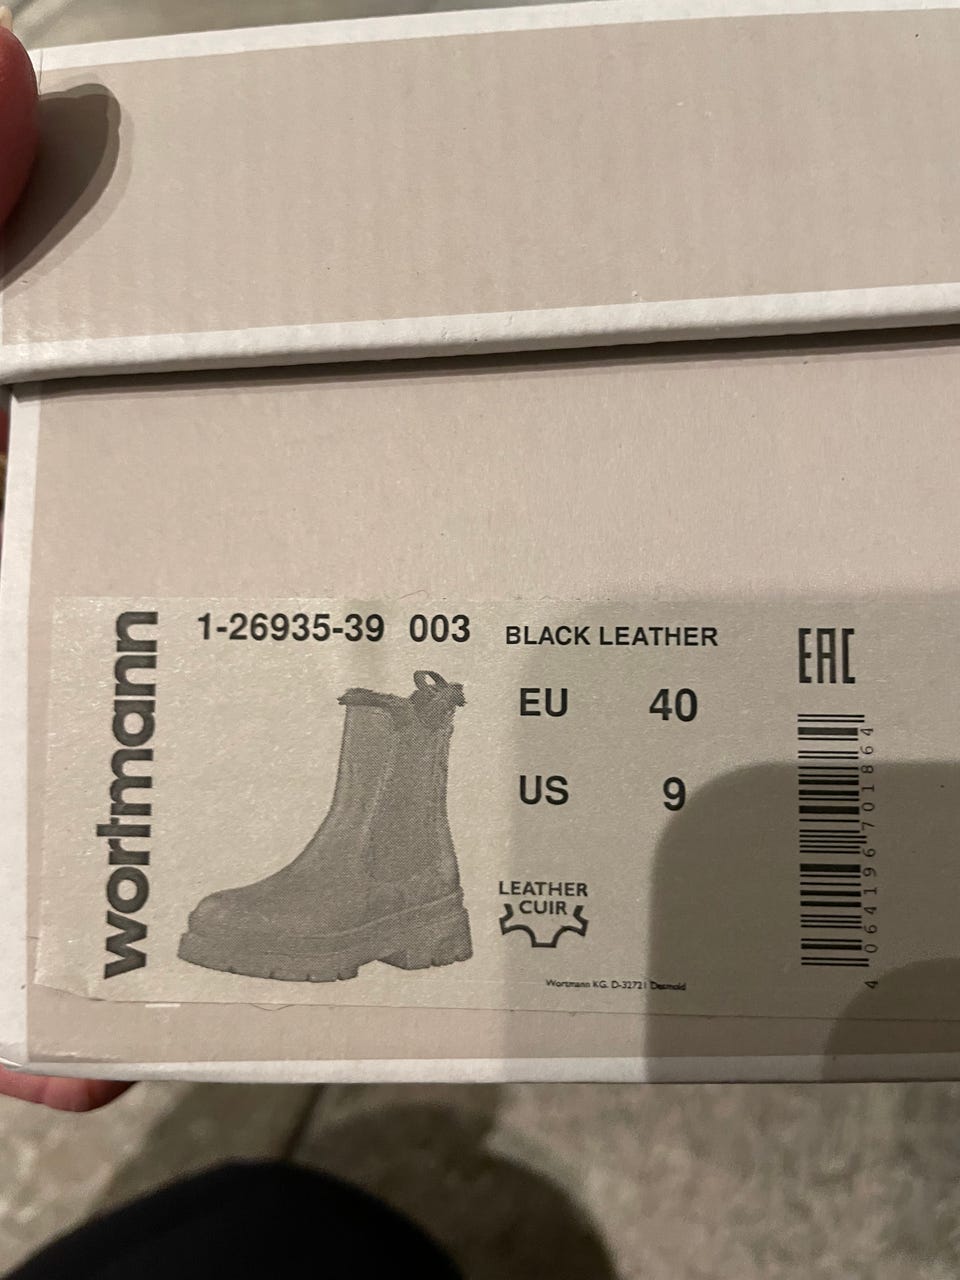 wortmann
1-26935-39 003 BLACK LEATHER
EAC
EU 40
US 9
LEATHER
CUIR
Wortmann KG. D-32721 Detmold
4 064196 701864